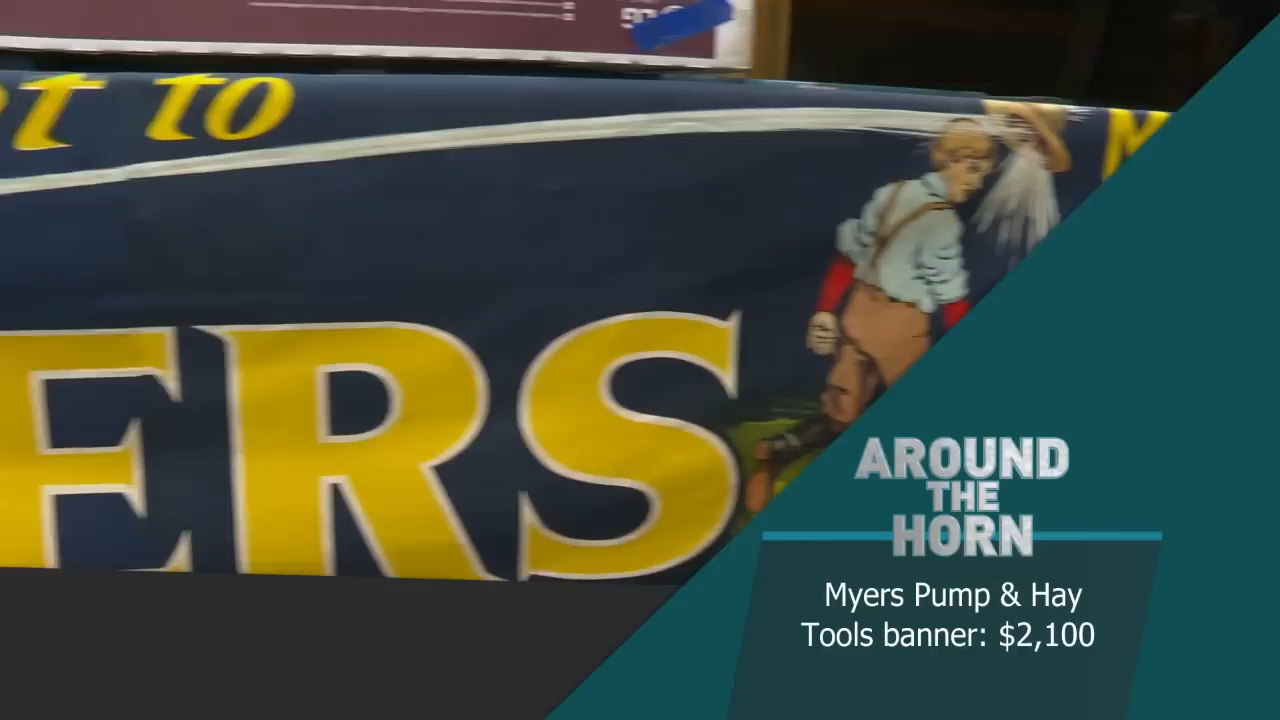 to
ERS
AROUND
THE
HORN
Myers Pump & Hay
Tools banner: $2,100